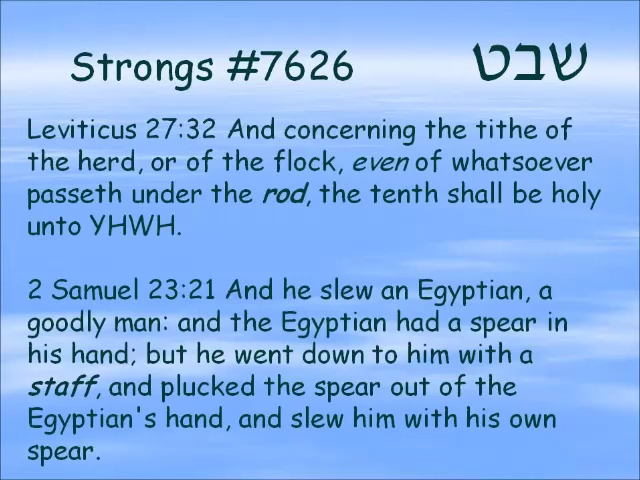 Strongs #7626 שבט
Leviticus 27:32 And concerning the tithe of
the herd, or of the flock, even of whatsoever
passeth under the rod, the tenth shall be holy
unto YHWH.
2 Samuel 23:21 And he slew an Egyptian, a
goodly man: and the Egyptian had a spear in
his hand; but he went down to him with a
staff, and plucked the spear out of the
Egyptian's hand, and slew him with his own
spear.